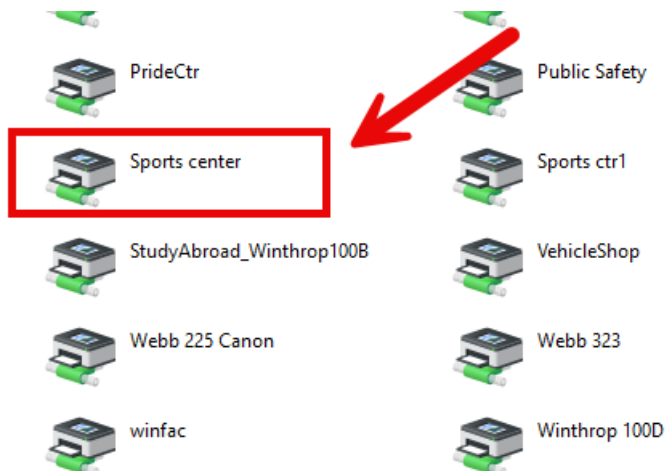 PrideCtr
Public Safety
Sports center
Sports ctr1
StudyAbroad_Winthrop100B
VehicleShop
Webb 225 Canon
Webb 323
winfac
Winthrop 100D